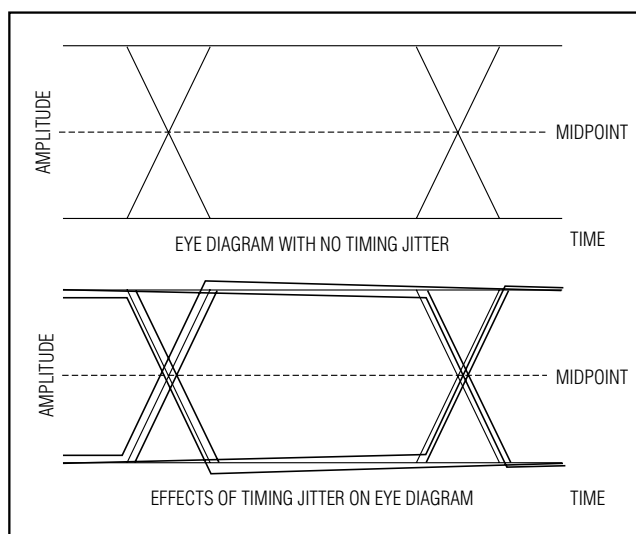 AMPLITUDE
MIDPOINT
EYE DIAGRAM WITH NO TIMING JITTER
TIME
AMPLITUDE
MIDPOINT
EFFECTS OF TIMING JITTER ON EYE DIAGRAM
TIME